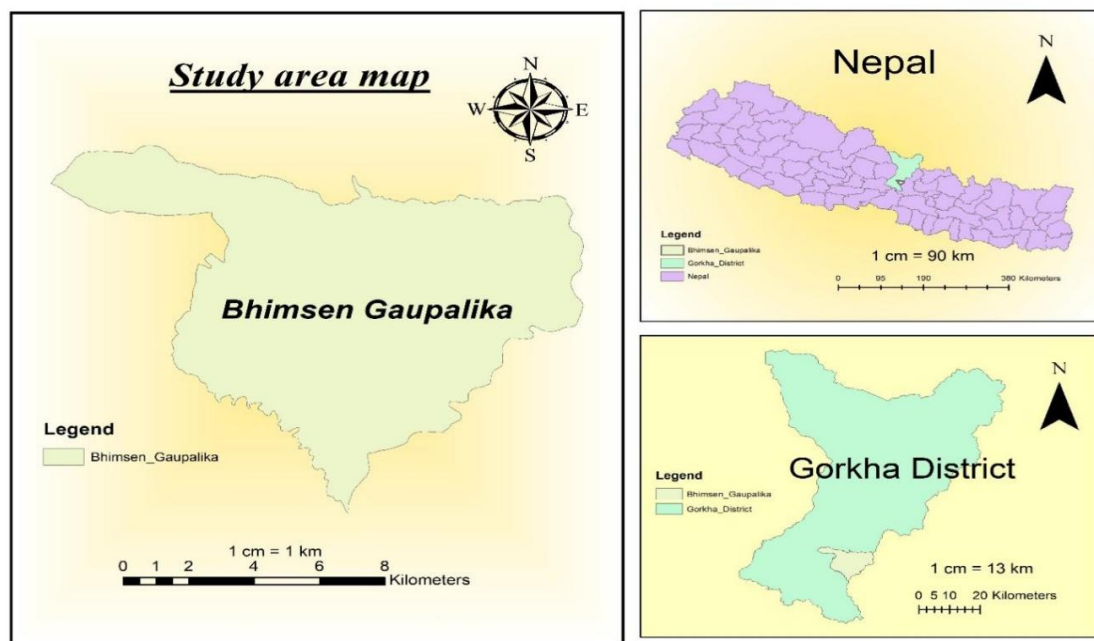 Study area map
N
W E
S
Bhimsen Gaupalika
Legend
Bhimsen_Gaupalika
1 cm = 1 km
0 1 2 4 6 8
Kilometers
Nepal
N
Legend
Bhimsen_Gaupalika
Gorkha_District
Nepal
1 cm = 90 km
0 95 190 380 Kilometers
N
Gorkha District
Legend
Bhimsen_Gaupalika
Gorkha_District
1 cm = 13 km
0 5 10 20 Kilometers